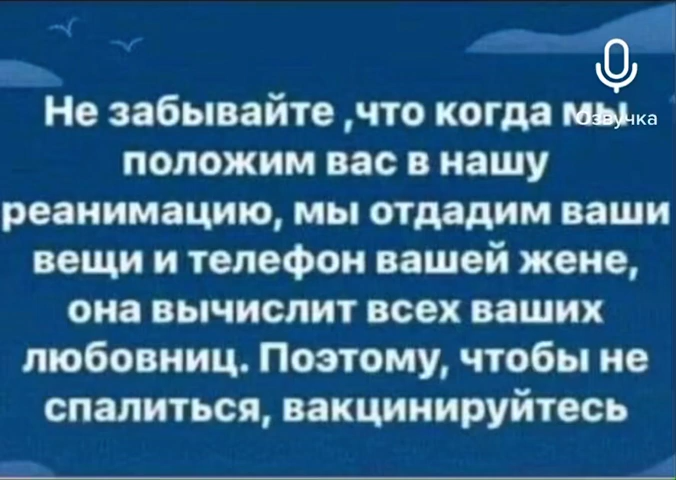 Озвучка
Не забывайте ,что когда мы
положим вас в нашу
реанимацию, мы отдадим ваши
вещи и телефон вашей жене,
она вычислит всех ваших
любовниц. Поэтому, чтобы не
спалиться, вакцинируйтесь